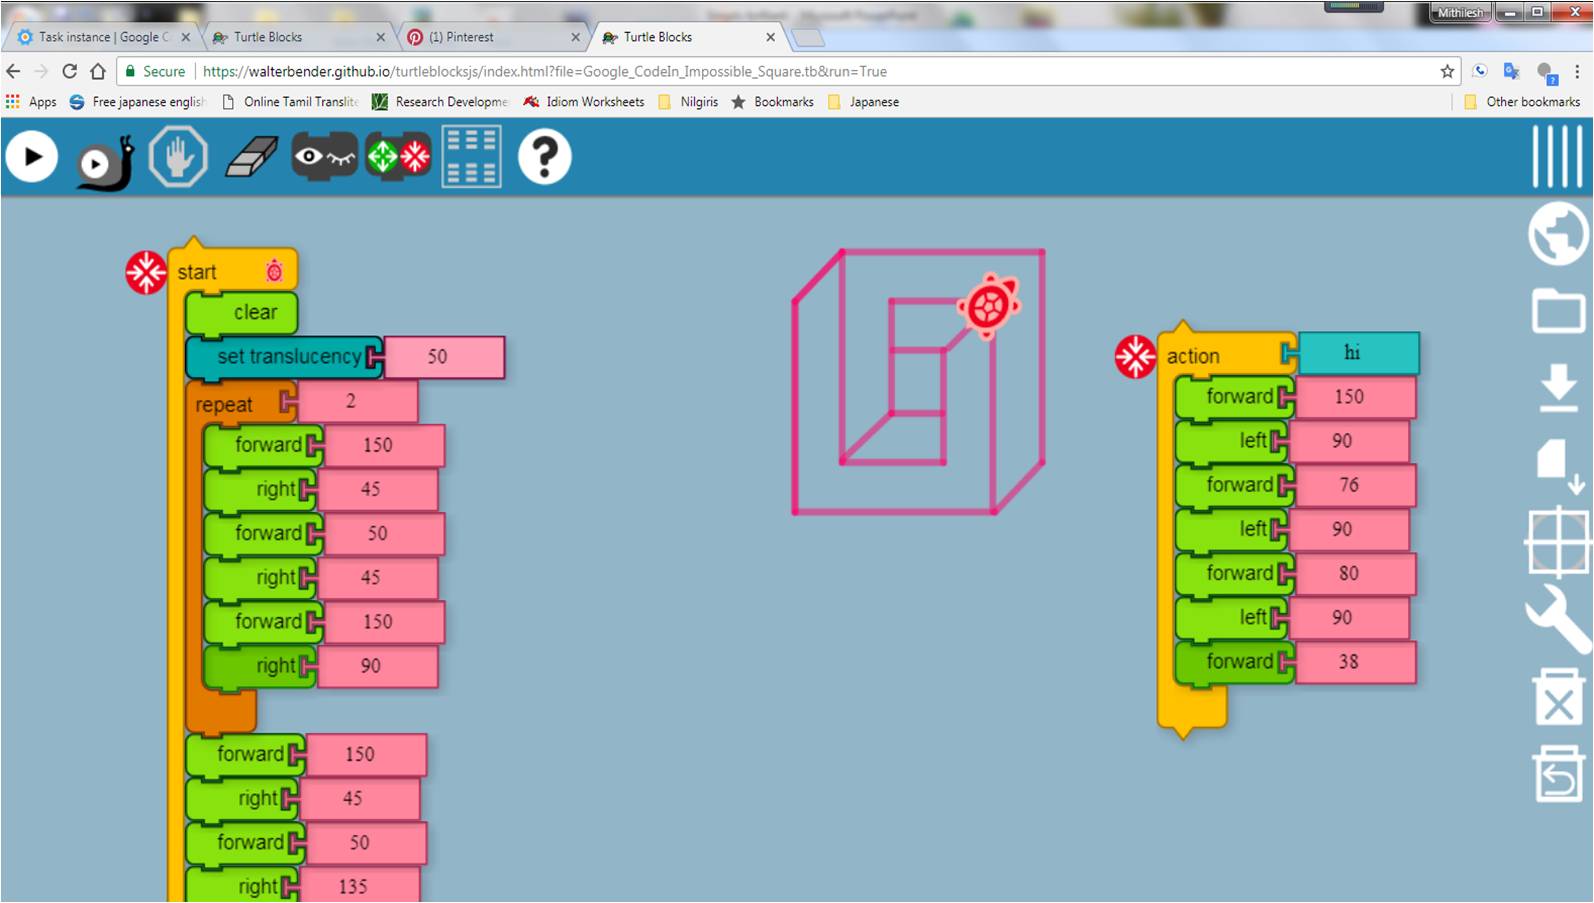 Mithilesh
Task instance | Google C
Turtle Blocks
(1) Pinterest
Turtle Blocks
Secure
https://walterbender.github.io/turtleblocksjs/index.html?file=Google_CodeIn_Impossible_Square.tb&run=True
Apps
Free japanese english
Online Tamil Translite
Research Developme
Idiom Worksheets
Nilgiris
Bookmarks
Japanese
Other bookmarks
?
start
clear
set translucency 50
repeat 2
forward 150
right 45
forward 50
right 45
forward 150
right 90
forward 150
right 45
forward 50
right 135
action hi
forward 150
left 90
forward 76
left 90
forward 80
left 90
forward 38